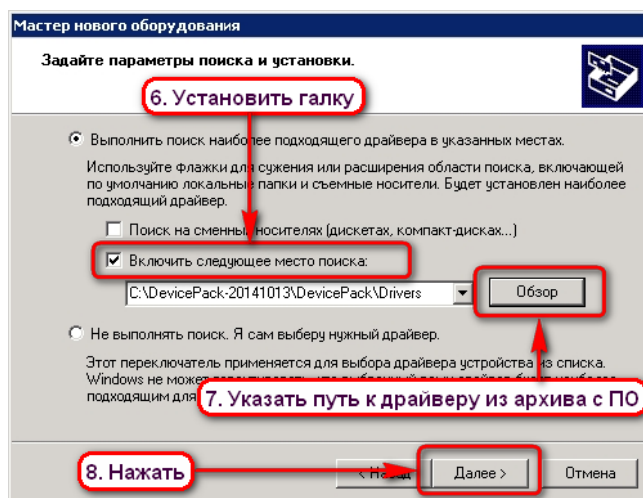 Мастер нового оборудования
Задайте параметры поиска и установки.
6. Установить галку
Выполнить поиск наиболее подходящего драйвера в указанных местах.
Используйте флажки для сужения или расширения области поиска, включающей
по умолчанию локальные папки и съемные носители. Будет установлен наиболее
подходящий драйвер.
Поиск на сменных носителях (дискетах, компакт-дисках...)
Включить следующее место поиска:
C:\DevicePack-20141013\DevicePack\Drivers
Обзор
Не выполнять поиск. Я сам выберу нужный драйвер.
Этот переключатель применяется для выбора драйвера устройства из списка.
Windows не может
подходящим для
7. Указать путь к драйверу из архива с ПО
8. Нажать
< Назад
Далее >
Отмена